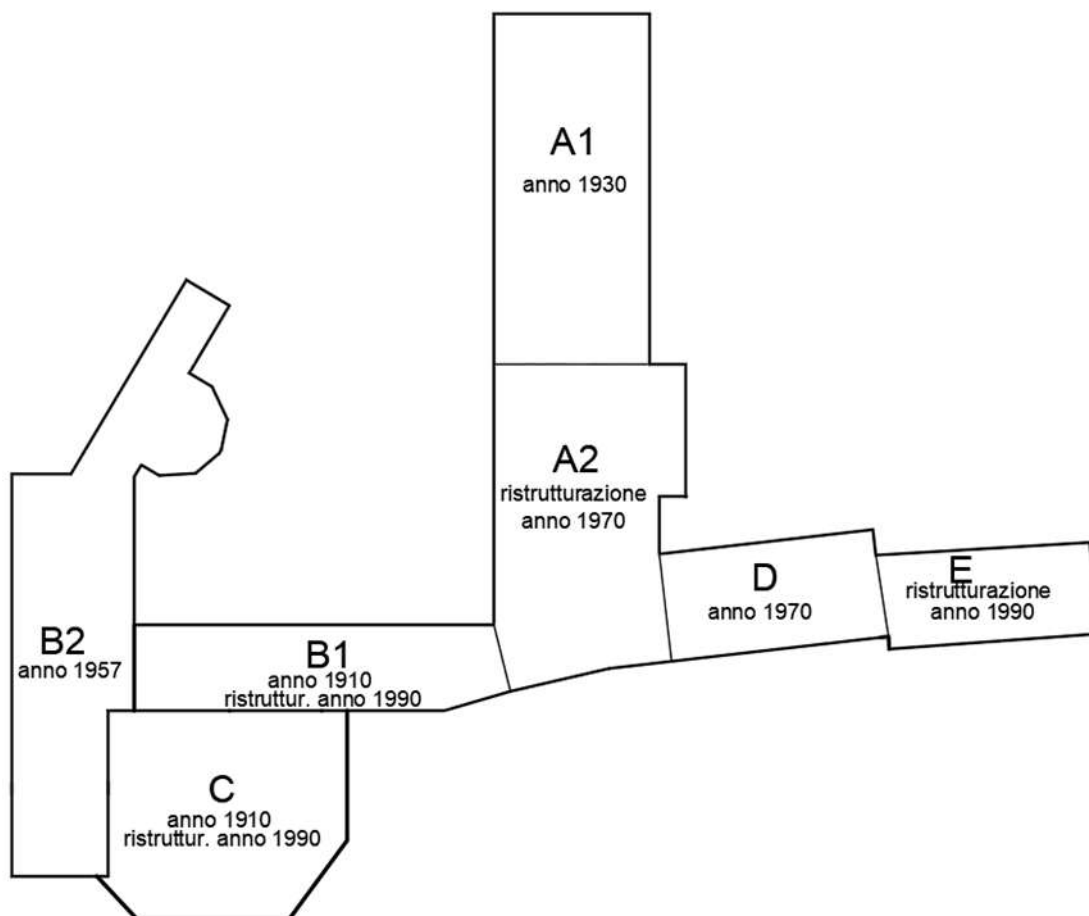 A1
anno 1930
A2
ristrutturazione
anno 1970
D
anno 1970
E
ristrutturazione
anno 1990
B2
anno 1957
B1
anno 1910
ristruttur. anno 1990
C
anno 1910
ristruttur. anno 1990